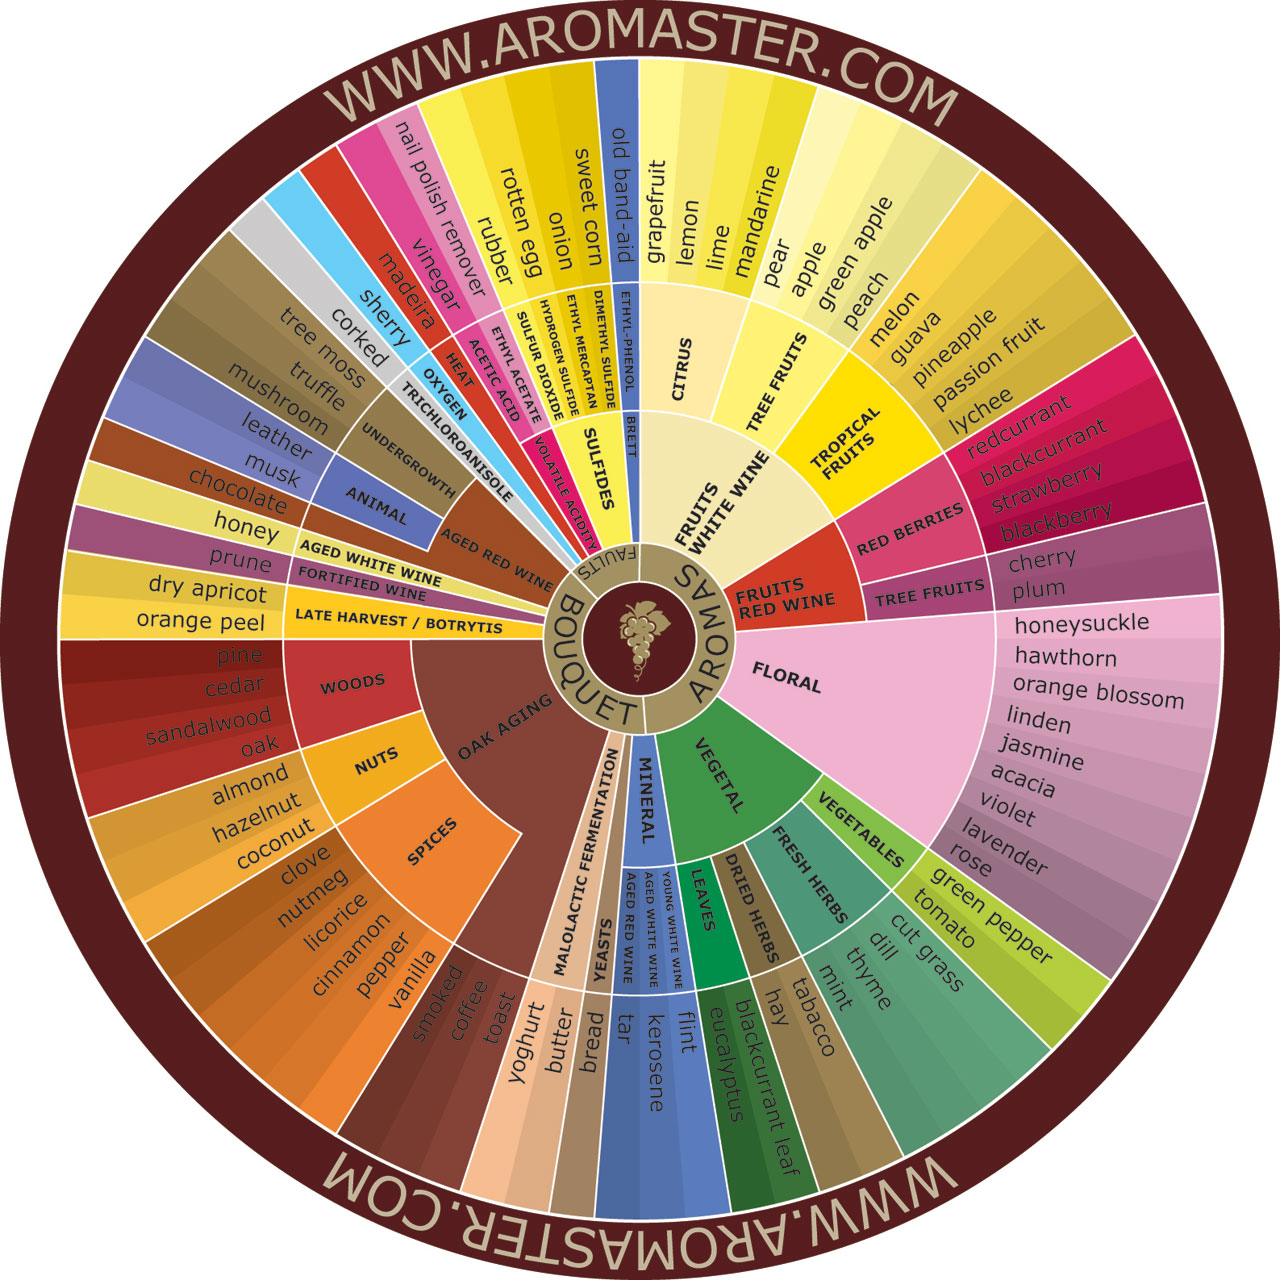 WWW.AROMASTER.COM
AROMAS
FRUITS
WHITE WINE
CITRUS
grapefruit
lemon
lime
mandarine
TREE FRUITS
pear
apple
green apple
peach
TROPICAL
FRUITS
melon
guava
pineapple
passion fruit
lychee
FRUITS
RED WINE
RED BERRIES
redcurrant
blackcurrant
strawberry
blackberry
TREE FRUITS
cherry
plum
FLORAL
honeysuckle
hawthorn
orange blossom
linden
jasmine
acacia
violet
lavender
rose
VEGETAL
VEGETABLES
green pepper
tomato
FRESH HERBS
cut grass
dill
thyme
mint
DRIED HERBS
tabacco
hay
LEAVES
blackcurrant leaf
eucalyptus
MINERAL
YOUNG WHITE WINE
flint
AGED WHITE WINE
kerosene
AGED RED WINE
tar
BOUQUET
YEASTS
bread
MALOLACTIC FERMENTATION
butter
yoghurt
OAK AGING
toast
coffee
smoked
SPICES
vanilla
pepper
cinnamon
licorice
nutmeg
clove
NUTS
coconut
hazelnut
almond
WOODS
oak
sandalwood
cedar
pine
LATE HARVEST / BOTRYTIS
orange peel
dry apricot
FORTIFIED WINE
prune
AGED WHITE WINE
honey
AGED RED WINE
chocolate
ANIMAL
musk
leather
UNDERGROWTH
mushroom
truffle
tree moss
FAULTS
TRICHLOROANISOLE
corked
OXYGEN
sherry
HEAT
madeira
VOLATILE ACIDITY
ACETIC ACID
vinegar
ETHYL ACETATE
nail polish remover
SULFIDES
SULFUR DIOXIDE
rubber
HYDROGEN SULFIDE
rotten egg
ETHYL MERCAPTAN
onion
DIMETHYL SULFIDE
sweet corn
BRETT
ETHYL-PHENOL
old band-aid
WWW.AROMASTER.COM